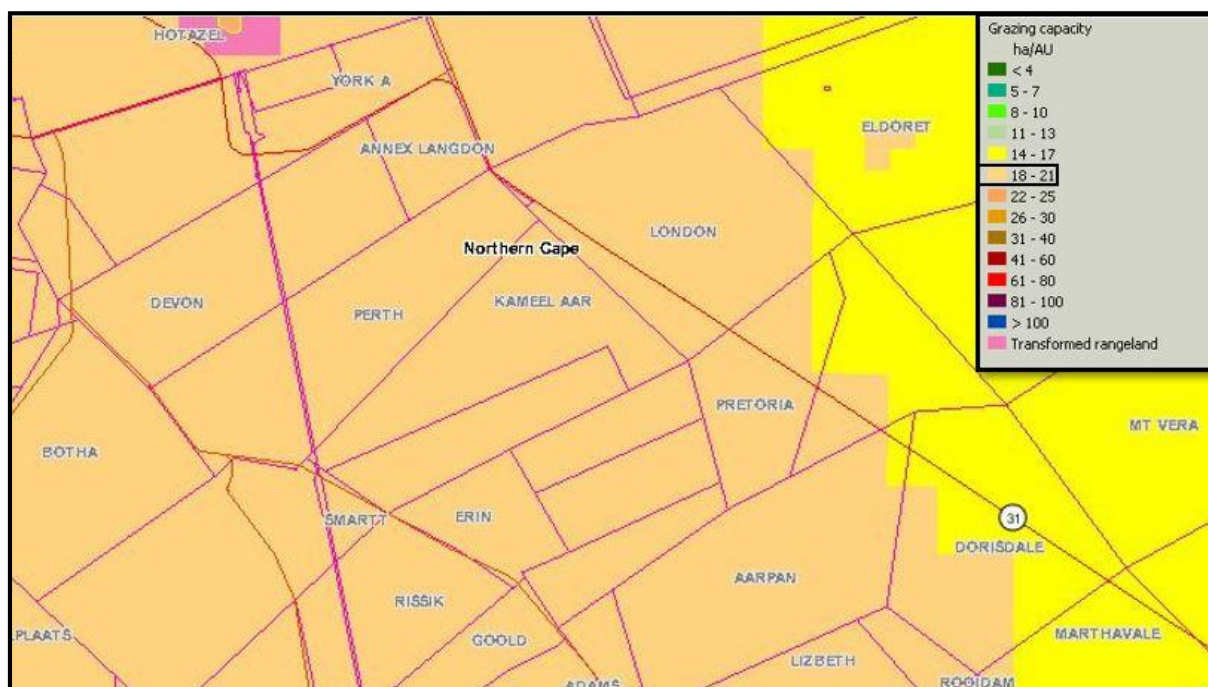 HOTAZEL
YORK A
ANNEX LANGDON
ELDORET
LONDON
Northern Cape
DEVON
PERTH
KAMEEL AAR
PRETORIA
BOTHA
MT VERA
SMARTT
ERIN
31
DORISDALE
AARPAN
RISSIK
GOOLD
PLAATS
MARTHAVALE
LIZBETH
ADAMS
ROOIDAM
Grazing capacity
ha/AU
< 4
5 - 7
8 - 10
11 - 13
14 - 17
18 - 21
22 - 25
26 - 30
31 - 40
41 - 60
61 - 80
81 - 100
> 100
Transformed rangeland